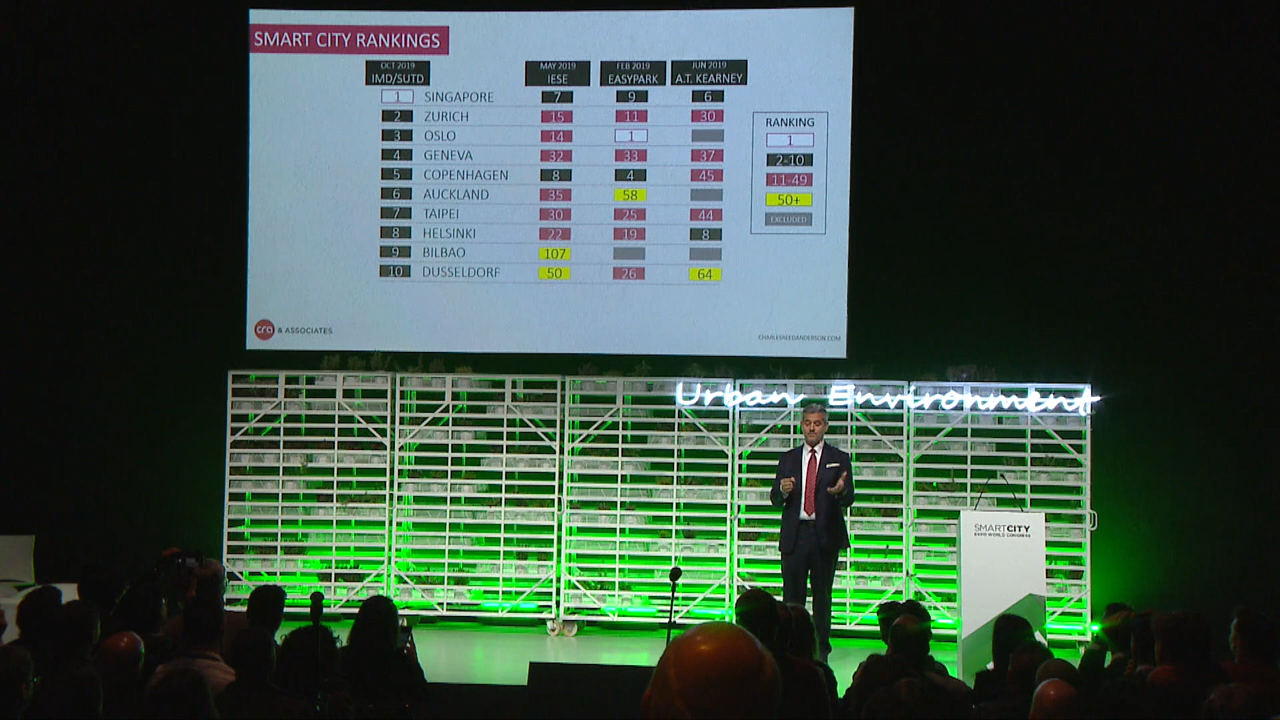 SMART CITY RANKINGS
OCT 2019 MAY 2019 FEB 2019 JUN 2019
IMD/SUTD IESE EASYPARK A.T. KEARNEY
1 SINGAPORE 7 9 6
2 ZURICH 15 11 30
3 OSLO 14 1
4 GENEVA 32 33 37
5 COPENHAGEN 8 4 45
6 AUCKLAND 35 58
7 TAIPEI 30 25 44
8 HELSINKI 22 19 8
9 BILBAO 107
10 DUSSELDORF 50 26 64
RANKING
1
2-10
11-49
50+
EXCLUDED
cra & ASSOCIATES
CHARLESREEDANDERSON.COM
Urban Environment
SMARTCITY
EXPO WORLD CONGRESS